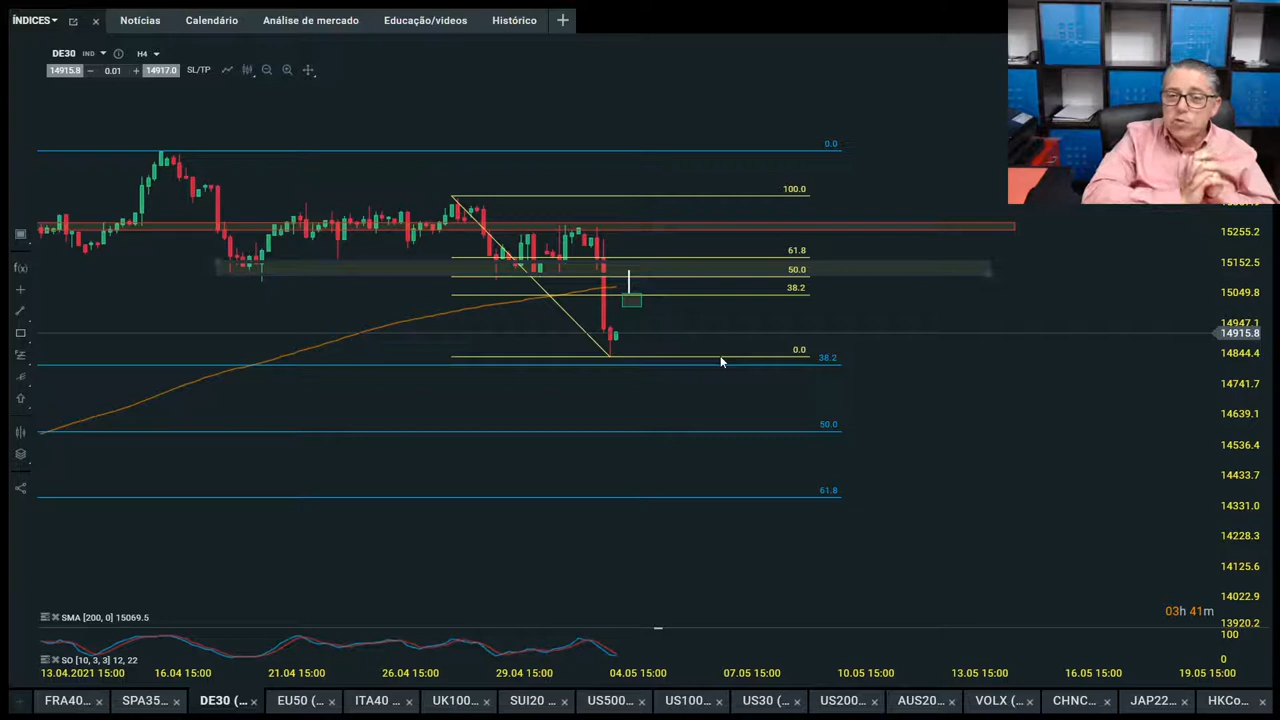 ÍNDICES
Notícias
Calendário
Análise de mercado
Educação/videos
Histórico
DE30 IND H4
14915.8 − 0.01 + 14917.0 SL/TP
0.0
100.0
61.8
50.0
38.2
0.0
38.2
50.0
61.8
15255.2
15152.5
15049.8
14947.1
14915.8
14844.4
14741.7
14639.1
14536.4
14433.7
14331.0
14228.3
14125.6
14022.9
13920.2
f(x)
03h 41m
SMA [200, 0] 15069.5
100
0
SO [10, 3, 3] 12, 22
13.04.2021 15:00
16.04 15:00
21.04 15:00
26.04 15:00
29.04 15:00
04.05 15:00
07.05 15:00
10.05 15:00
13.05 15:00
16.05 15:00
19.05 15:00
FRA40...
SPA35...
DE30 (...
EU50 (...
ITA40 ...
UK100...
SUI20 ...
US500...
US100...
US30 (...
US200...
AUS20...
VOLX (...
CHNC...
JAP22...
HKCo...